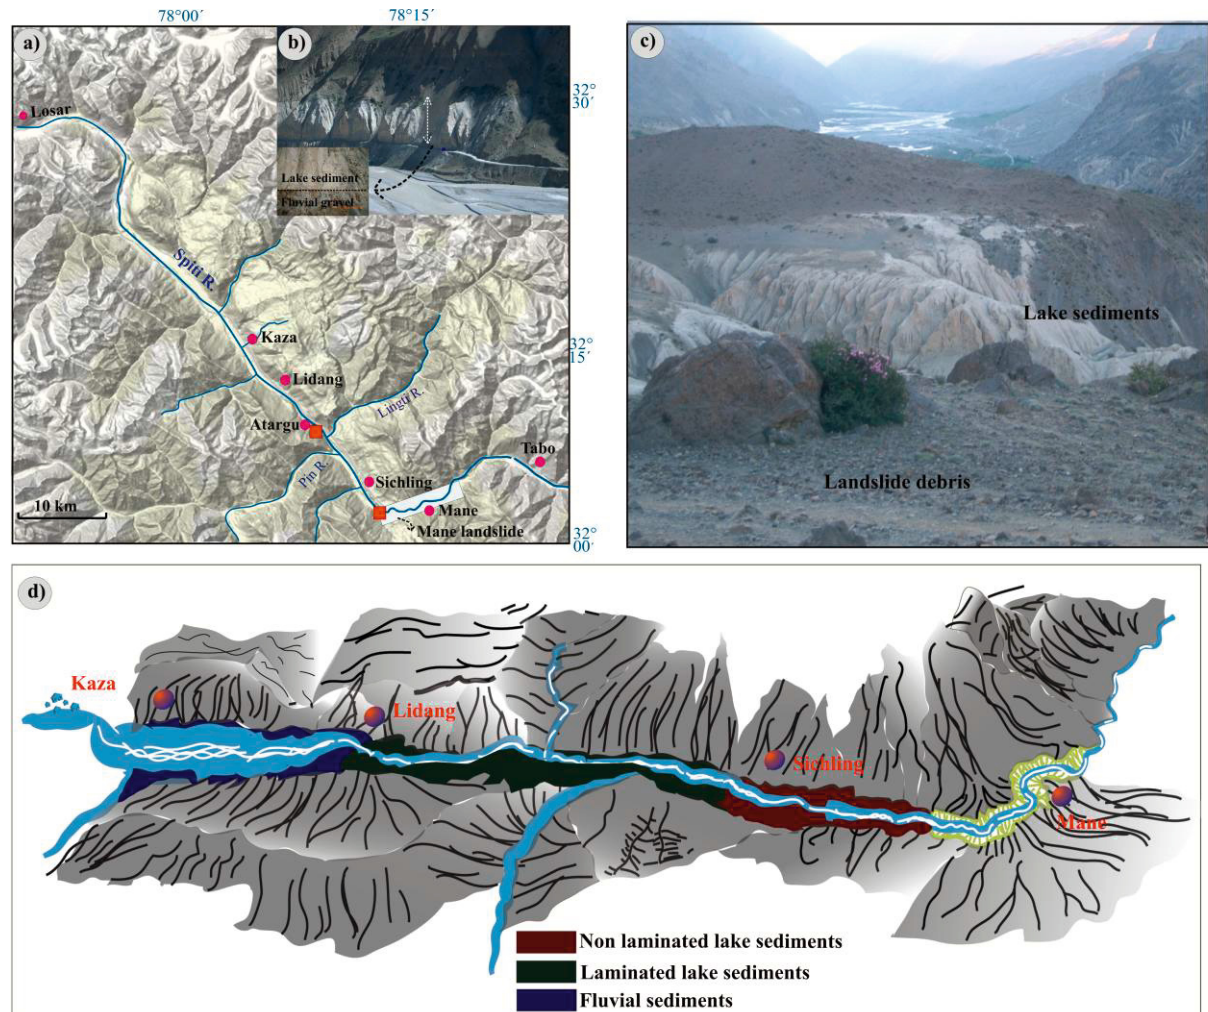 78°00′
78°15′
a)
b)
c)
32°
30′
Losar
Lake sediment
Fluvial gravel
Spiti R.
Kaza
32°
15′
Lidang
Lingti R.
Atargu
Tabo
Pin R.
Sichling
10 km
Mane
Mane landslide
32°
00′
Lake sediments
Landslide debris
d)
Kaza
Lidang
Sichling
Mane
Non laminated lake sediments
Laminated lake sediments
Fluvial sediments